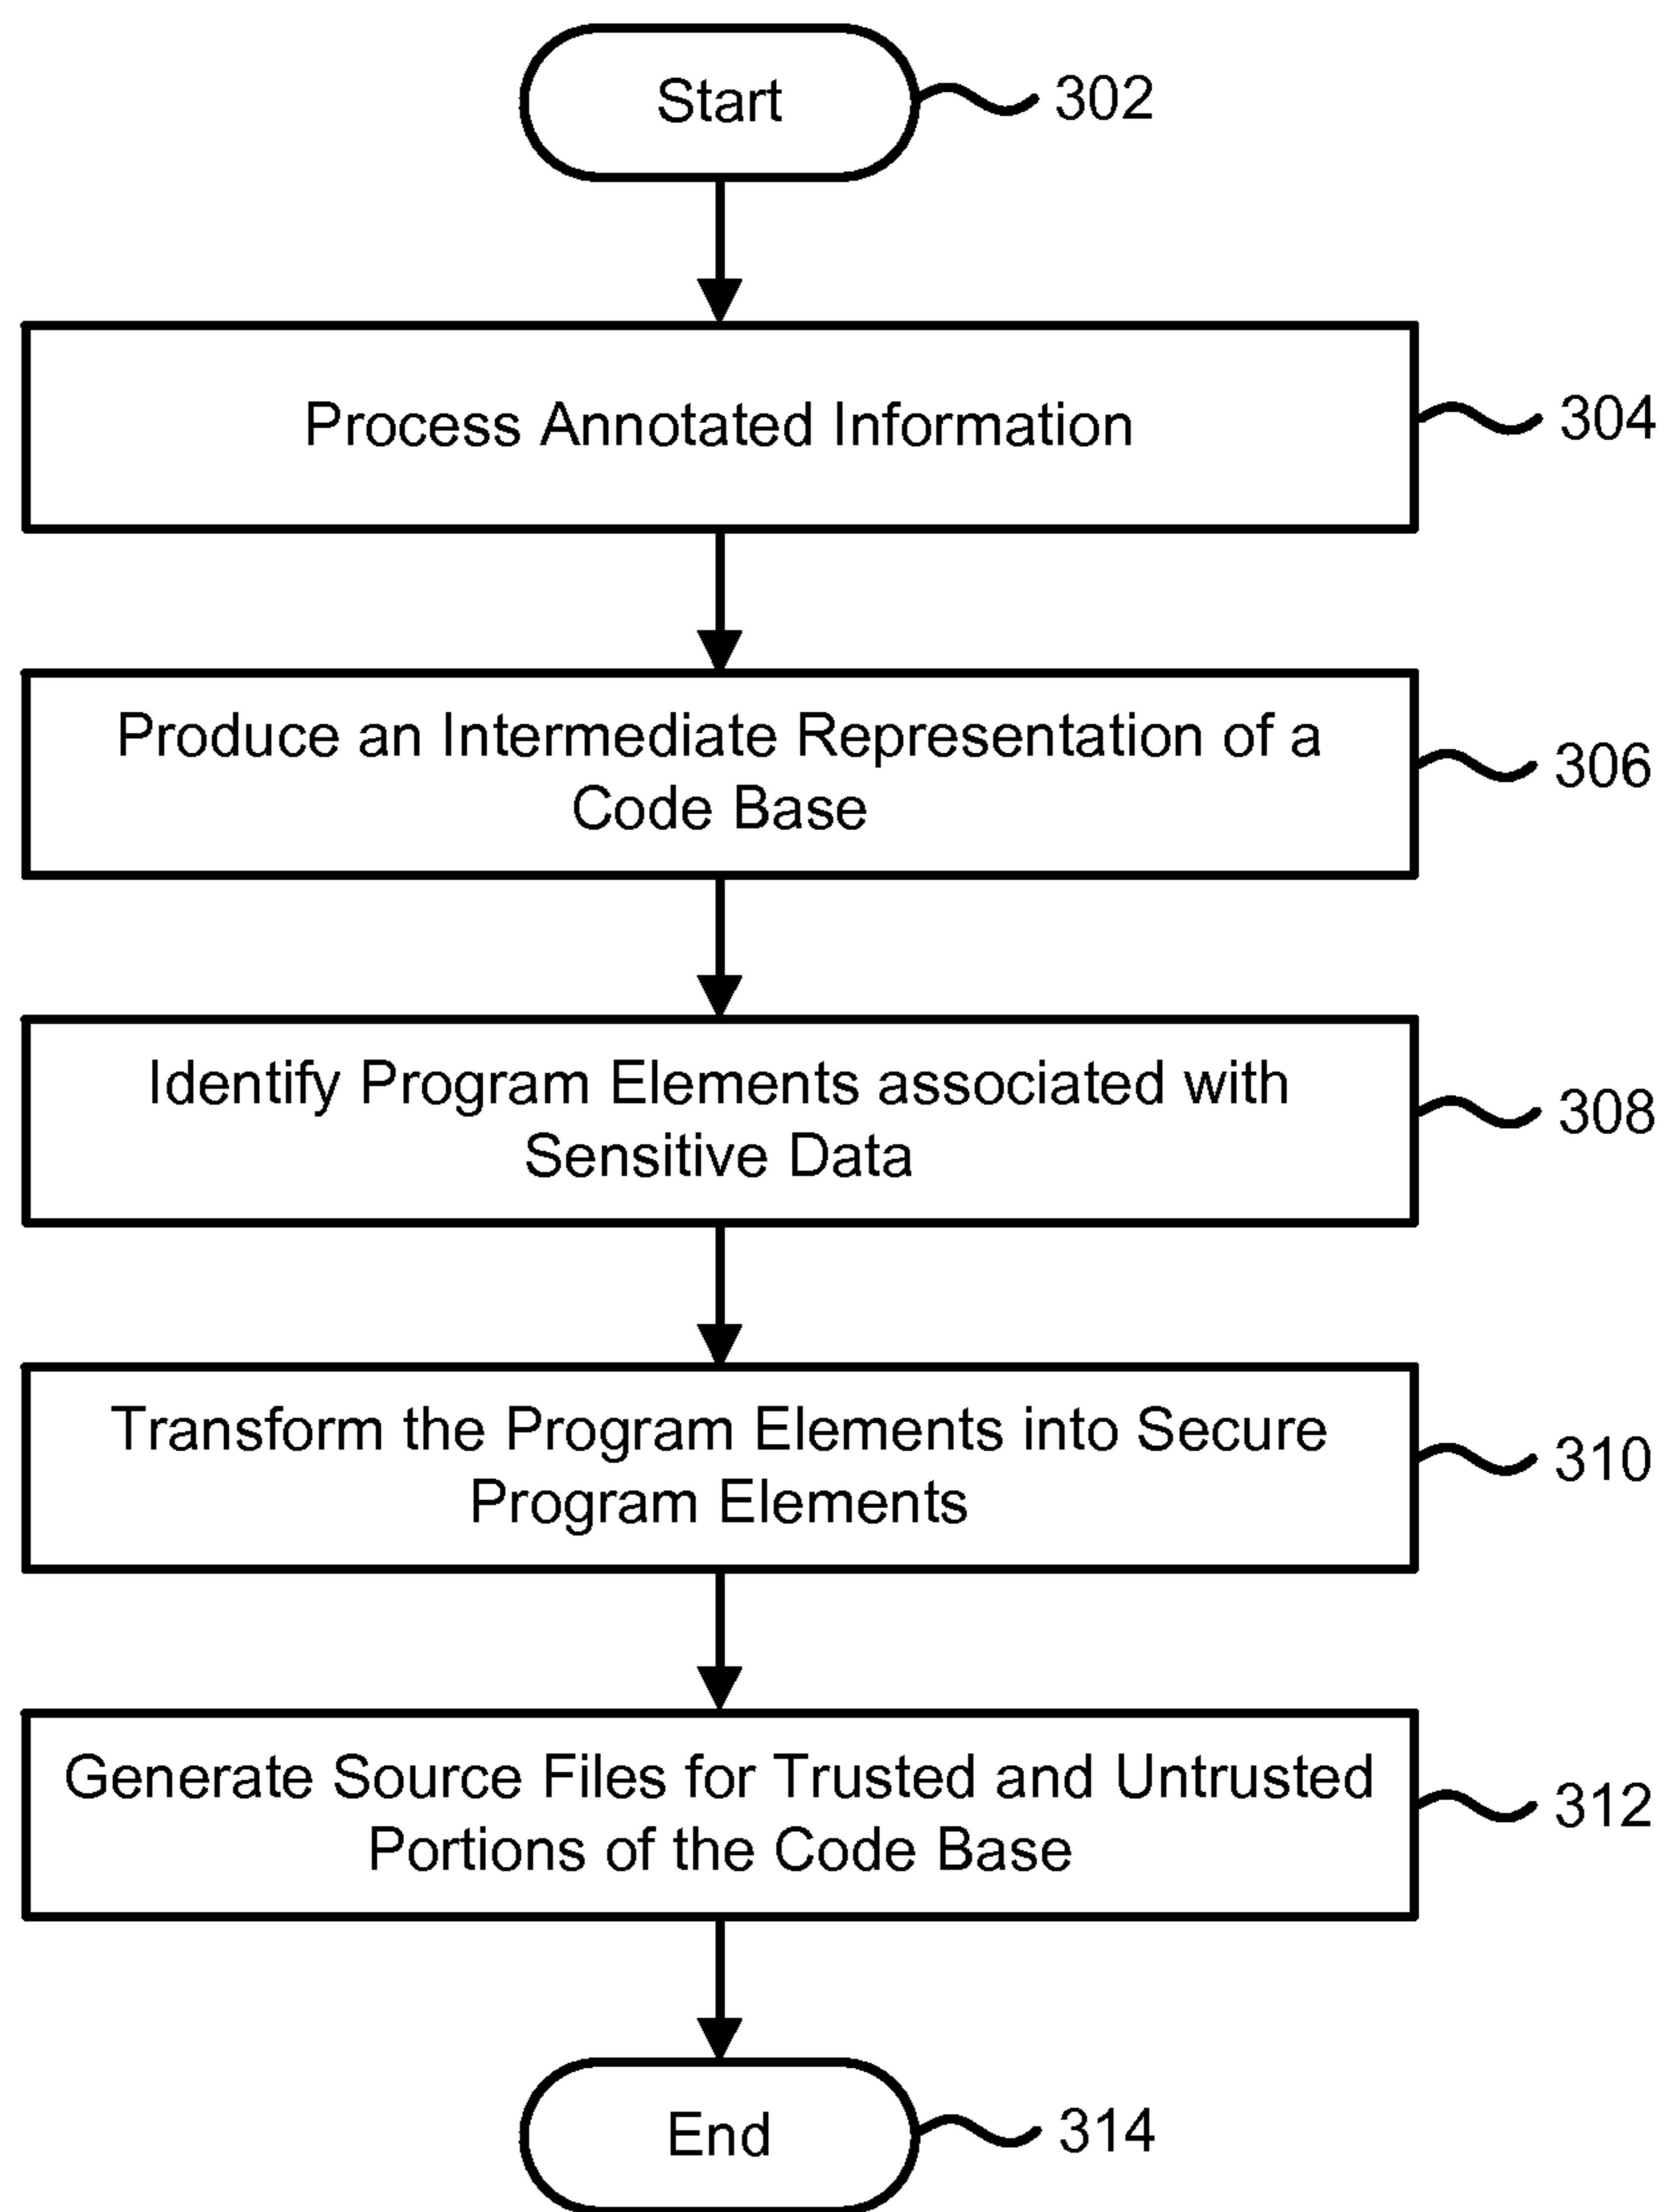 Start
302
Process Annotated Information
304
Produce an Intermediate Representation of a
Code Base
306
Identify Program Elements associated with
Sensitive Data
308
Transform the Program Elements into Secure
Program Elements
310
Generate Source Files for Trusted and Untrusted
Portions of the Code Base
312
End
314